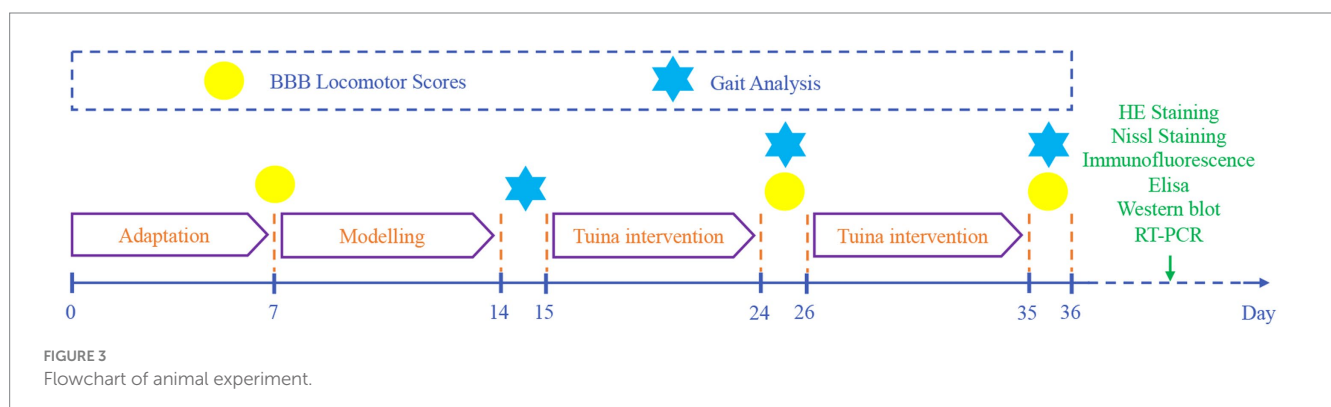 BBB Locomotor Scores
Gait Analysis
HE Staining
Nissl Staining
Immunofluorescence
Elisa
Western blot
RT-PCR
Adaptation
Modelling
Tuina intervention
Tuina intervention
0
7
14
15
24
26
35
36
Day
FIGURE 3
Flowchart of animal experiment.